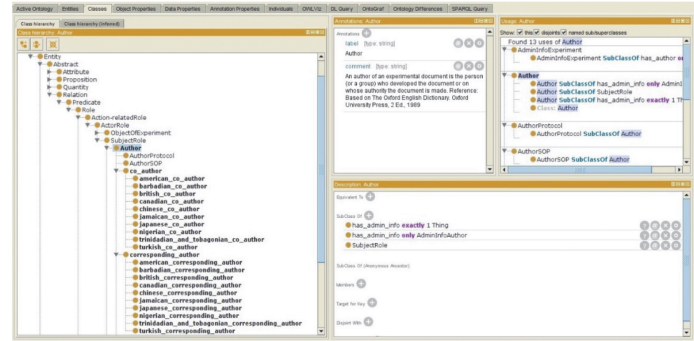 Active Ontology Entities Classes Object Properties Data Properties Annotation Properties Individuals OWLViz DL Query OntoGraf Ontology Differences SPARQL Query
Class hierarchy Class hierarchy (inferred)
Class hierarchy: Author
Entity
Abstract
Attribute
Proposition
Quantity
Relation
Predicate
Role
Action-relatedRole
ActorRole
ObjectOfExperiment
SubjectRole
Author
AuthorProtocol
AuthorSOP
co_author
american_co_author
barbadian_co_author
british_co_author
canadian_co_author
chinese_co_author
jamaican_co_author
japanese_co_author
nigerian_co_author
trinidadian_and_tobagonian_co_author
turkish_co_author
corresponding_author
american_corresponding_author
barbadian_corresponding_author
british_corresponding_author
canadian_corresponding_author
chinese_corresponding_author
jamaican_corresponding_author
japanese_corresponding_author
nigerian_corresponding_author
trinidadian_and_tobagonian_corresponding_author
turkish_corresponding_author
Annotations: Author
Annotations
label [type: string]
Author
comment [type: string]
An author of an experimental document is the person
(or a group) who developed the document or on
whose authority the document is made. Reference:
Based on The Oxford English Dictionary. Oxford
University Press, 2 Ed., 1989
Usage: Author
Show: this disjoints named sub/superclasses
Found 13 uses of Author
AdminInfoExperiment
AdminInfoExperiment SubClassOf has_author
Author
Author SubClassOf has_admin_info only AdminI
Author SubClassOf SubjectRole
Author SubClassOf has_admin_info exactly 1
Class: Author
AuthorProtocol
AuthorProtocol SubClassOf Author
AuthorSOP
AuthorSOP SubClassOf Author
Description: Author
Equivalent To
SubClass Of
has_admin_info exactly 1 Thing
has_admin_info only AdminInfoAuthor
SubjectRole
SubClass Of (Anonymous Ancestor)
Members
Target for Key
Disjoint With